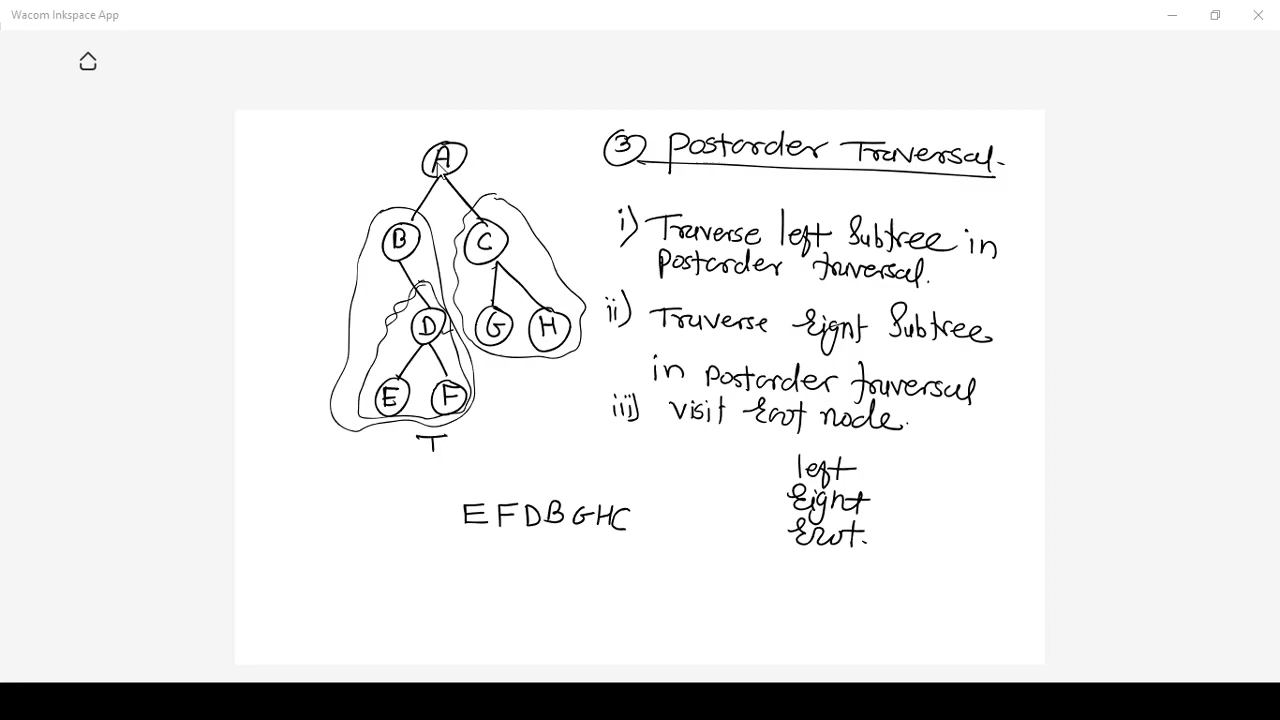 Wacom Inkspace App
A
B
C
D
G
H
E
F
T
E F D B G H C
③ Postorder Traversal.
i) Traverse left Subtree in
postorder traversal.
ii) Traverse right Subtree
in postorder traversal
iii) visit root node.
left
right
root.